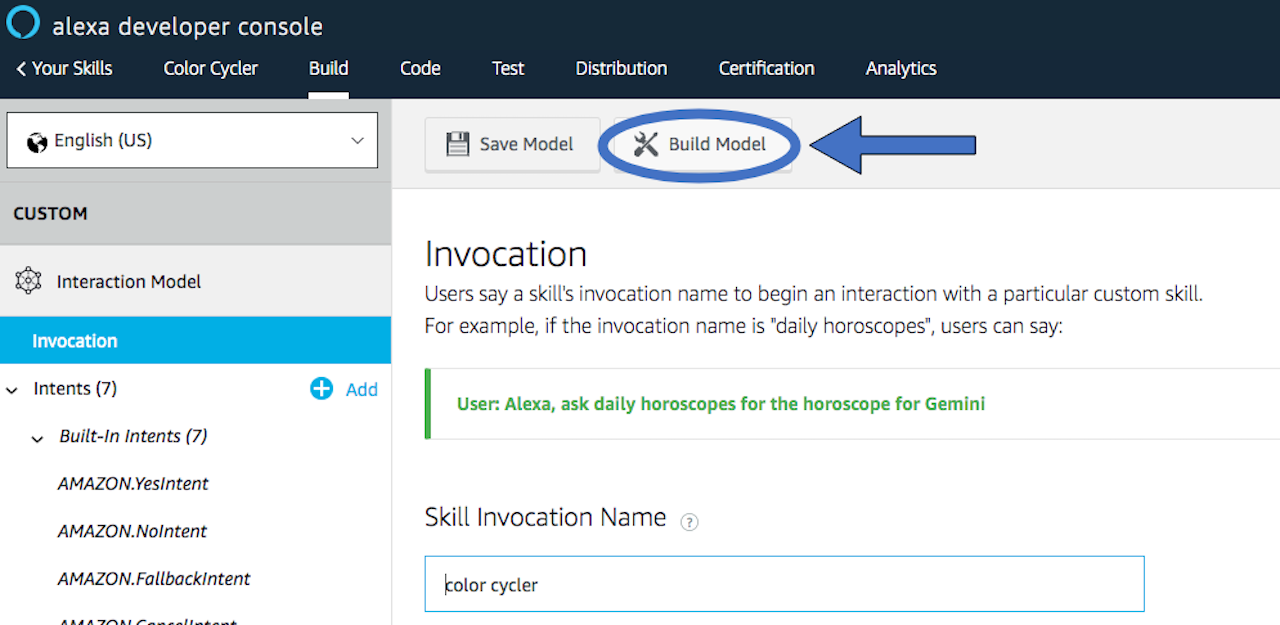 alexa developer console
Your Skills Color Cycler Build Code Test Distribution Certification Analytics
English (US)
Save Model Build Model
CUSTOM
Interaction Model
Invocation
Intents (7) Add
Built-In Intents (7)
AMAZON.YesIntent
AMAZON.NoIntent
AMAZON.FallbackIntent
AMAZON.CancelIntent
Invocation
Users say a skill's invocation name to begin an interaction with a particular custom skill.
For example, if the invocation name is "daily horoscopes", users can say:
User: Alexa, ask daily horoscopes for the horoscope for Gemini
Skill Invocation Name ?
color cycler